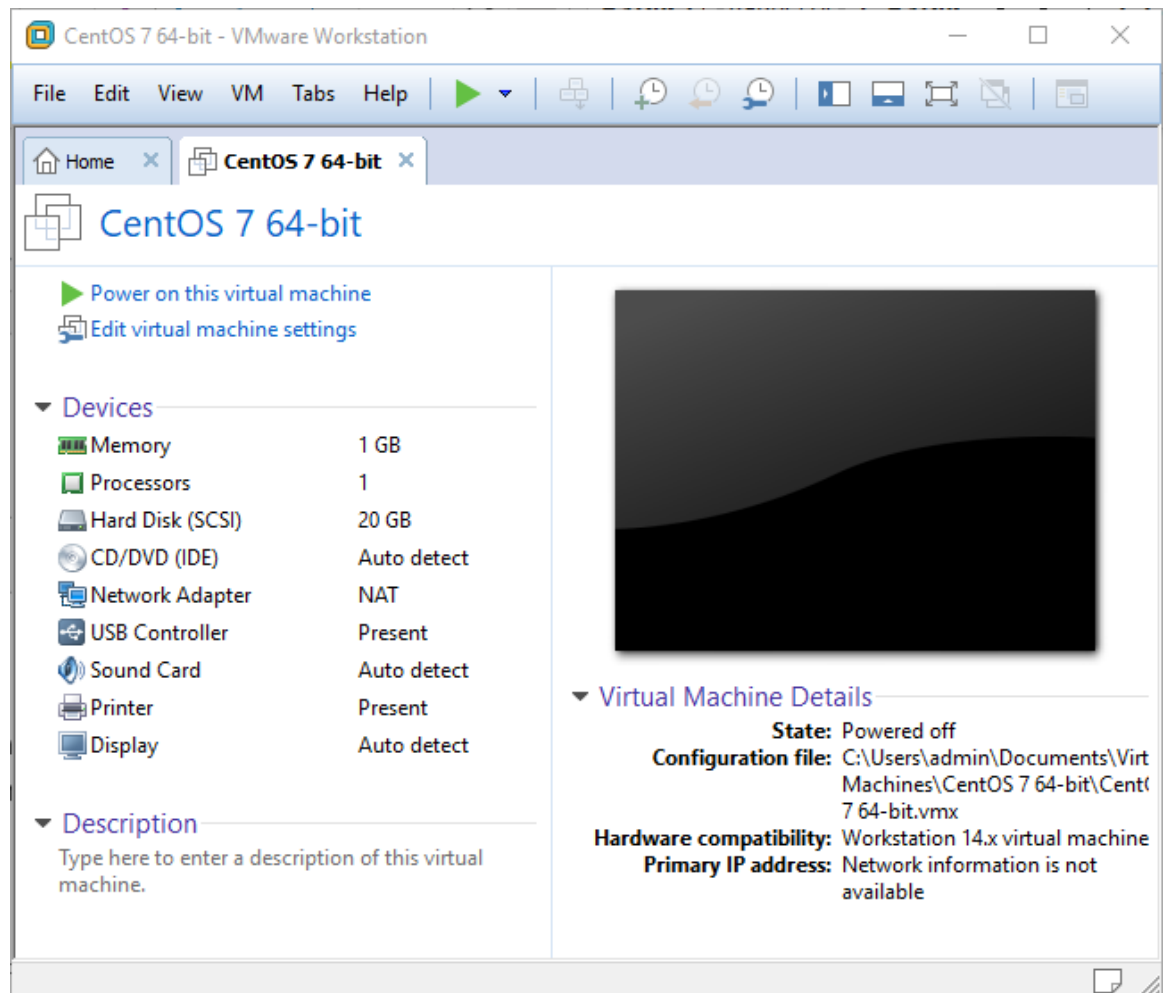 CentOS 7 64-bit - VMware Workstation
File Edit View VM Tabs Help
Home CentOS 7 64-bit
CentOS 7 64-bit
Power on this virtual machine
Edit virtual machine settings
Devices
Memory 1 GB
Processors 1
Hard Disk (SCSI) 20 GB
CD/DVD (IDE) Auto detect
Network Adapter NAT
USB Controller Present
Sound Card Auto detect
Printer Present
Display Auto detect
Description
Type here to enter a description of this virtual
machine.
Virtual Machine Details
State: Powered off
Configuration file: C:\Users\admin\Documents\Virt
Machines\CentOS 7 64-bit\Cent
7 64-bit.vmx
Hardware compatibility: Workstation 14.x virtual machine
Primary IP address: Network information is not
available